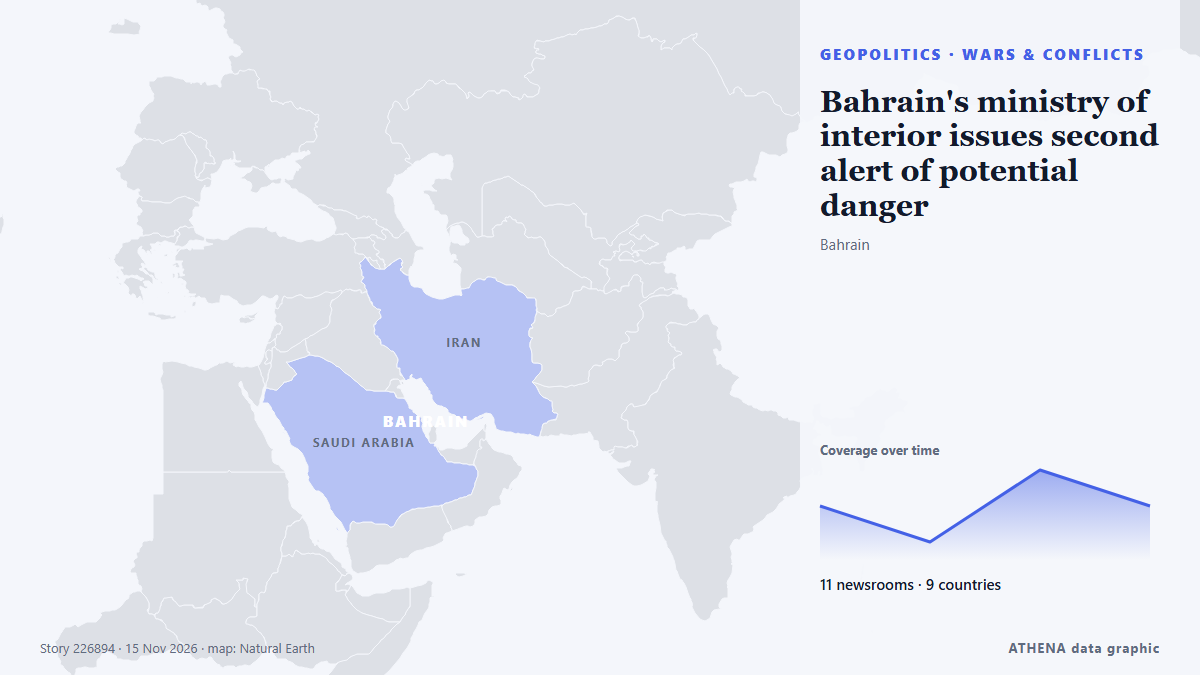 GEOPOLITICS · WARS & CONFLICTS
Bahrain's ministry of
interior issues second
alert of potential
danger
Bahrain
IRAN
BAHRAIN
SAUDI ARABIA
Coverage over time
11 newsrooms · 9 countries
Story 226894 · 15 Nov 2026 · map: Natural Earth
ATHENA data graphic